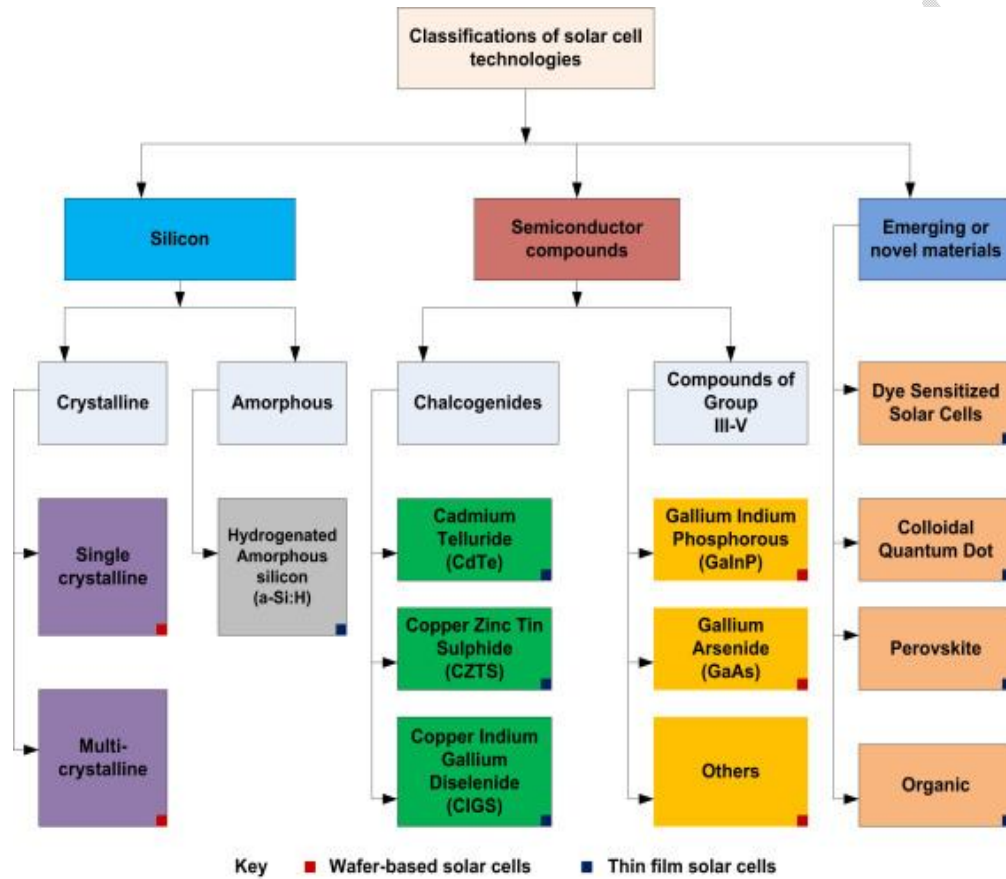 Classifications of solar cell
technologies
Silicon
Semiconductor
compounds
Emerging or
novel materials
Crystalline
Amorphous
Chalcogenides
Compounds of
Group
III-V
Dye Sensitized
Solar Cells
Single
crystalline
Hydrogenated
Amorphous
silicon
(a-Si:H)
Cadmium
Telluride
(CdTe)
Gallium Indium
Phosphorous
(GaInP)
Colloidal
Quantum Dot
Copper Zinc Tin
Sulphide
(CZTS)
Gallium
Arsenide
(GaAs)
Perovskite
Multi-
crystalline
Copper Indium
Gallium
Diselenide
(CIGS)
Others
Organic
Key Wafer-based solar cells Thin film solar cells